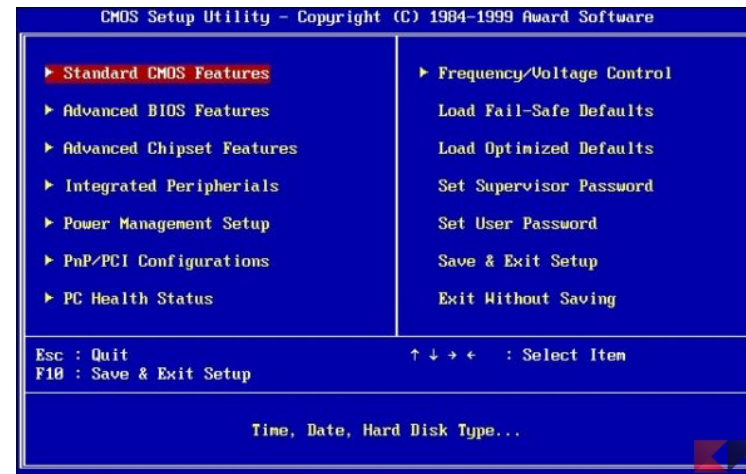 CMOS Setup Utility - Copyright (C) 1984-1999 Award Software
Standard CMOS Features
Advanced BIOS Features
Advanced Chipset Features
Integrated Peripherials
Power Management Setup
PnP/PCI Configurations
PC Health Status
Frequency/Voltage Control
Load Fail-Safe Defaults
Load Optimized Defaults
Set Supervisor Password
Set User Password
Save & Exit Setup
Exit Without Saving
Esc : Quit
F10 : Save & Exit Setup
↑ ↓ → ← : Select Item
Time, Date, Hard Disk Type...